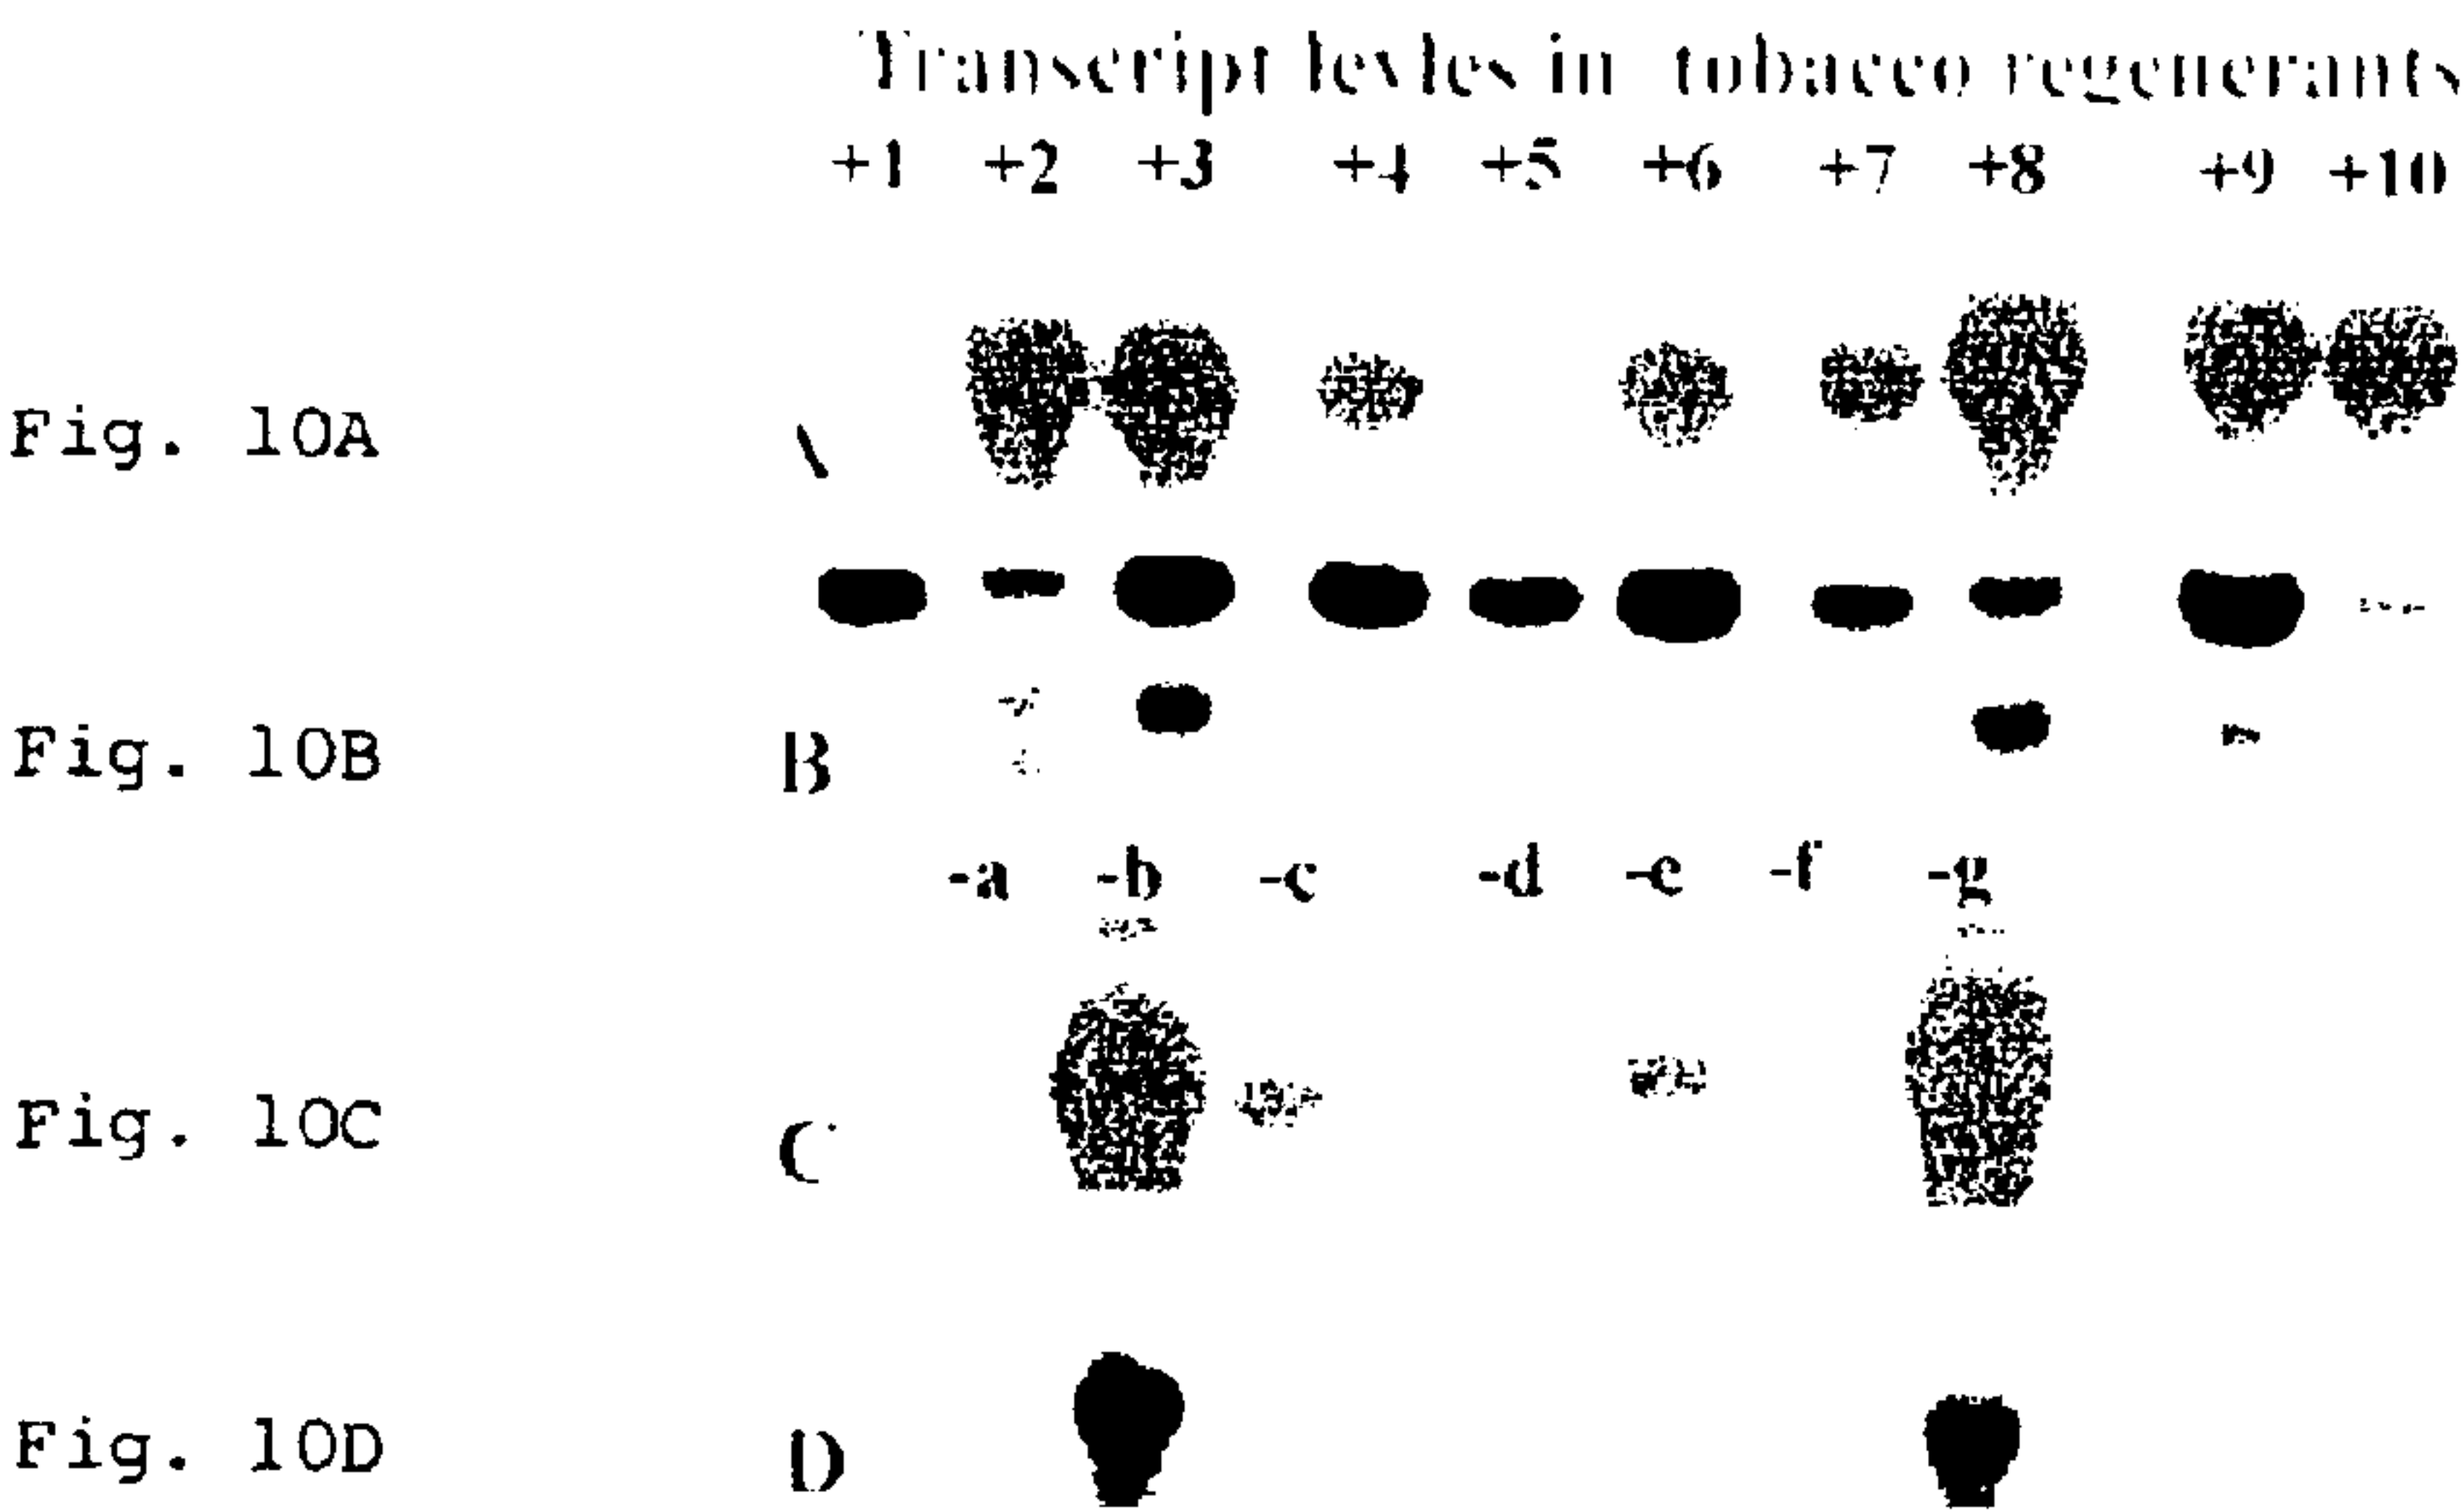 Transcript levles in tobacco regenerants
+1 +2 +3 +4 +5 +6 +7 +8 +9 +10
Fig. 10A
Fig. 10B B
-a -b -c -d -e -f -g
Fig. 10C C
Fig. 10D D